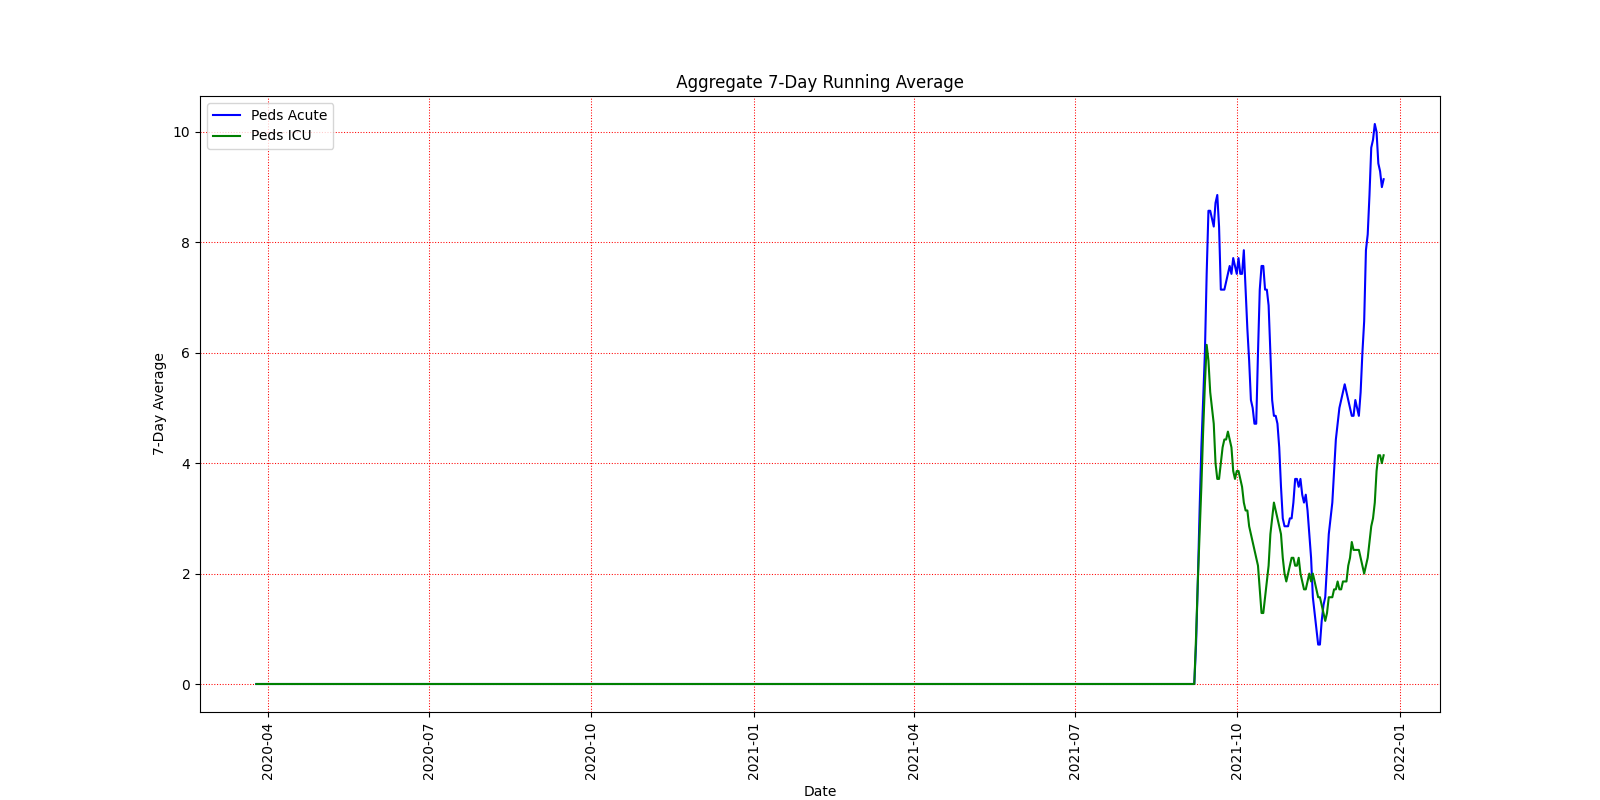 Aggregate 7-Day Running Average
Peds Acute
Peds ICU
10
8
6
4
2
0
7-Day Average
2020-04
2020-07
2020-10
2021-01
2021-04
2021-07
2021-10
2022-01
Date